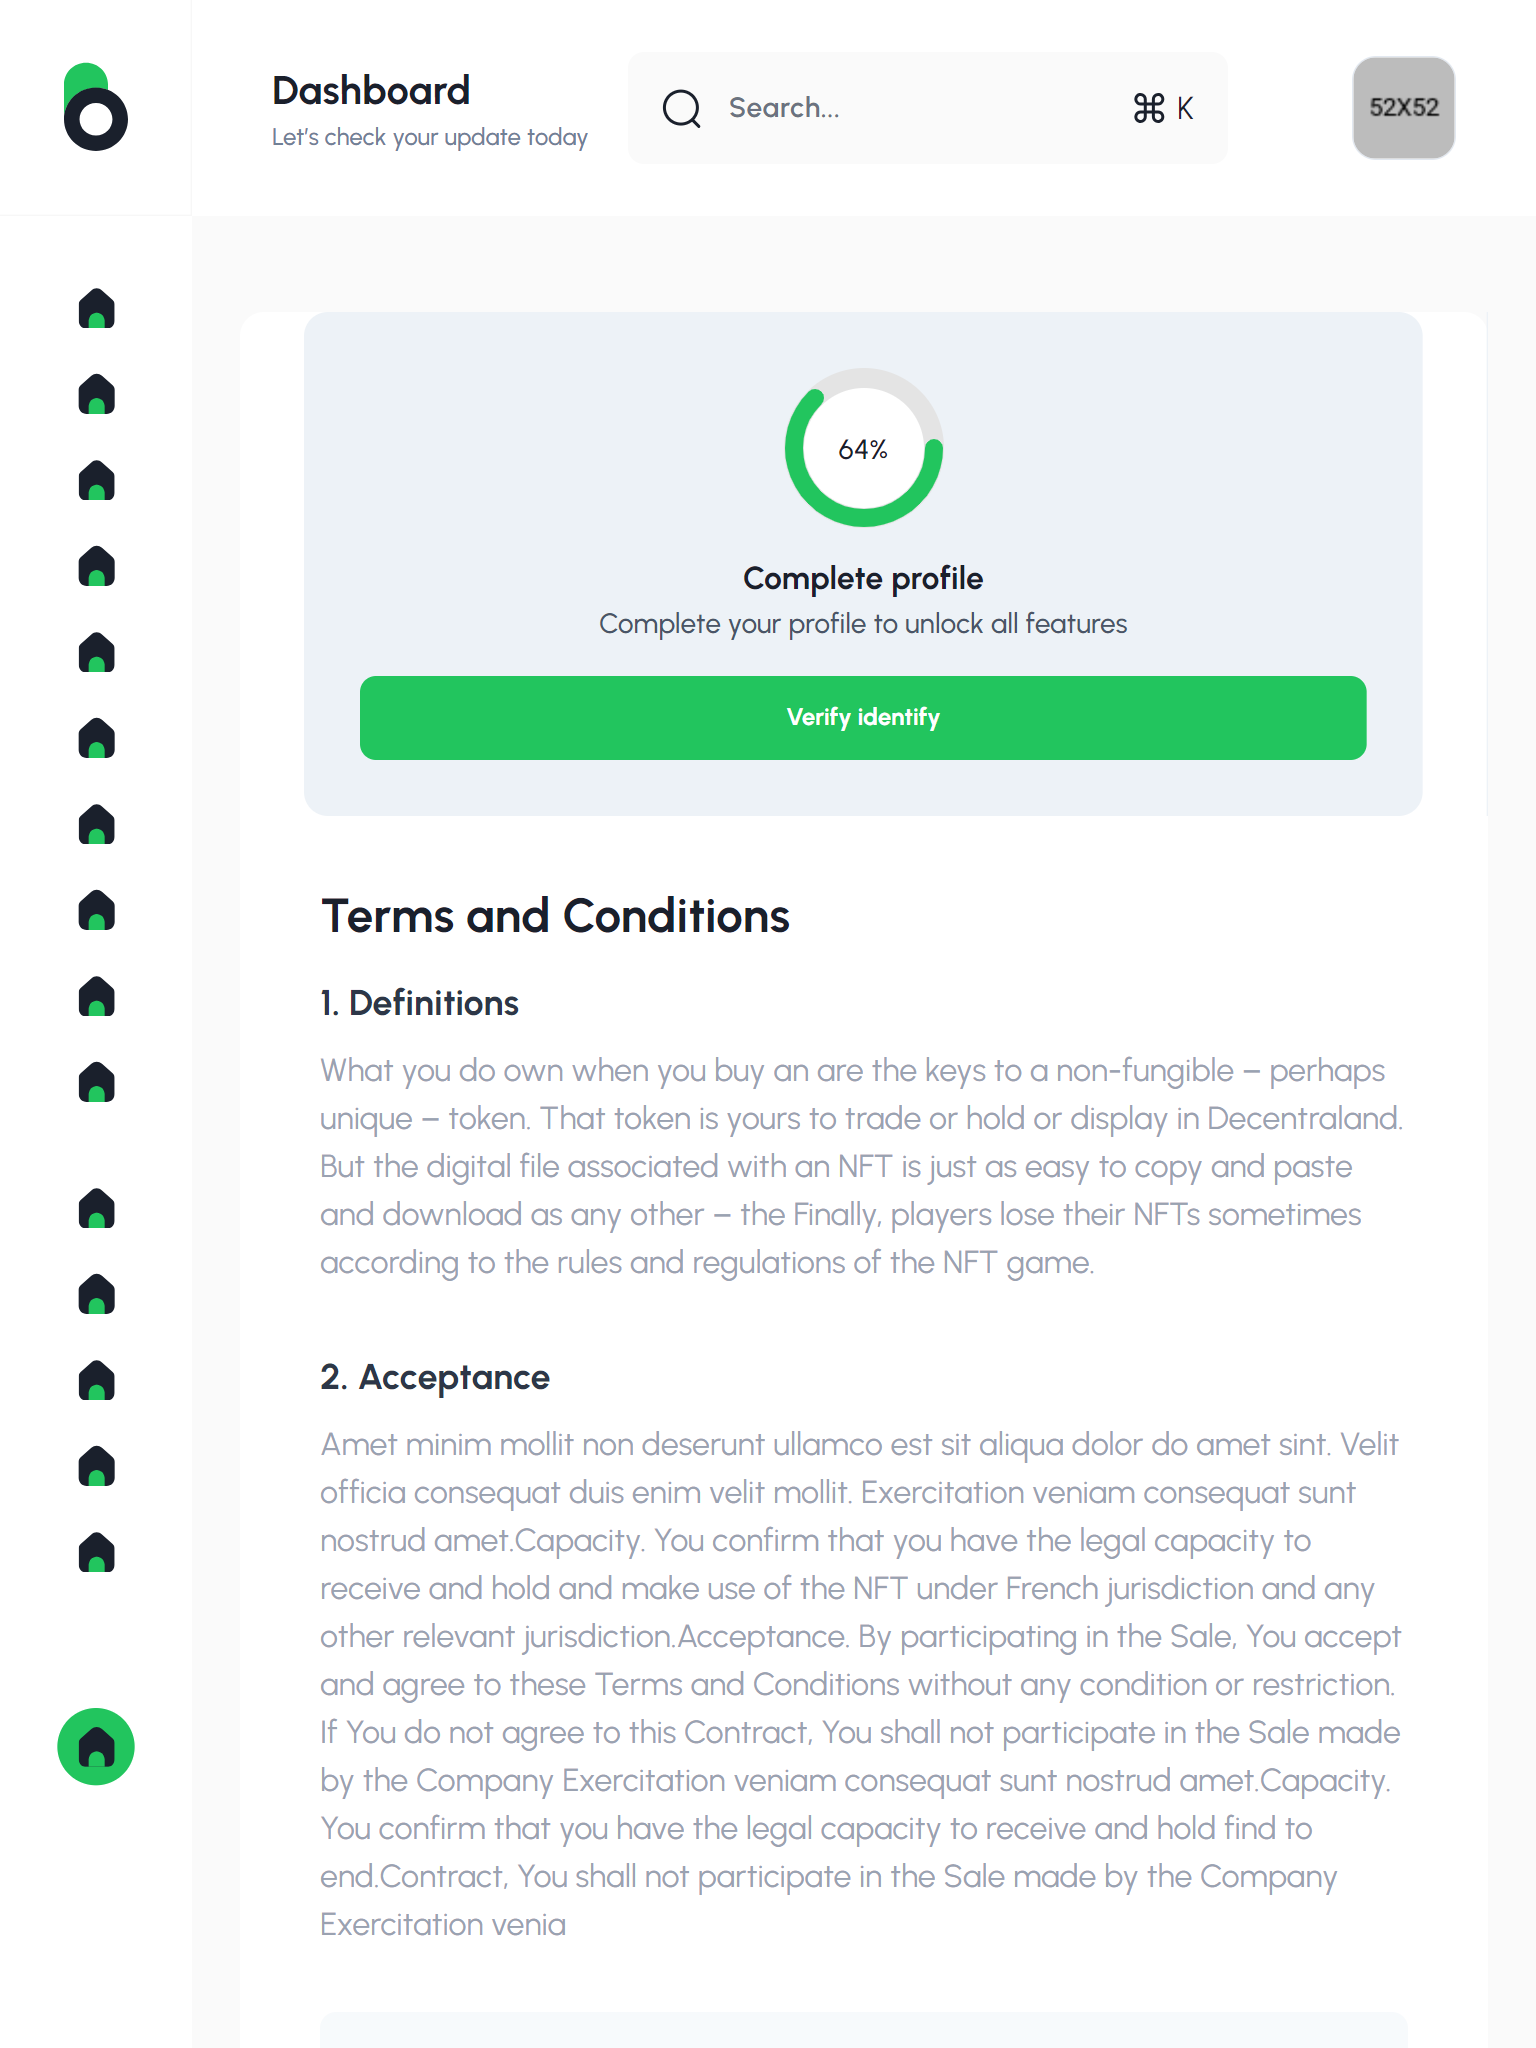 Dashboard
Let's check your update today
Search...
⌘ K
52X52
64%
Complete profile
Complete your profile to unlock all features
Verify identify
Terms and Conditions
1. Definitions
What you do own when you buy an are the keys to a non-fungible – perhaps
unique – token. That token is yours to trade or hold or display in Decentraland.
But the digital file associated with an NFT is just as easy to copy and paste
and download as any other – the Finally, players lose their NFTs sometimes
according to the rules and regulations of the NFT game.
2. Acceptance
Amet minim mollit non deserunt ullamco est sit aliqua dolor do amet sint. Velit
officia consequat duis enim velit mollit. Exercitation veniam consequat sunt
nostrud amet.Capacity. You confirm that you have the legal capacity to
receive and hold and make use of the NFT under French jurisdiction and any
other relevant jurisdiction.Acceptance. By participating in the Sale, You accept
and agree to these Terms and Conditions without any condition or restriction.
If You do not agree to this Contract, You shall not participate in the Sale made
by the Company Exercitation veniam consequat sunt nostrud amet.Capacity.
You confirm that you have the legal capacity to receive and hold find to
end.Contract, You shall not participate in the Sale made by the Company
Exercitation venia